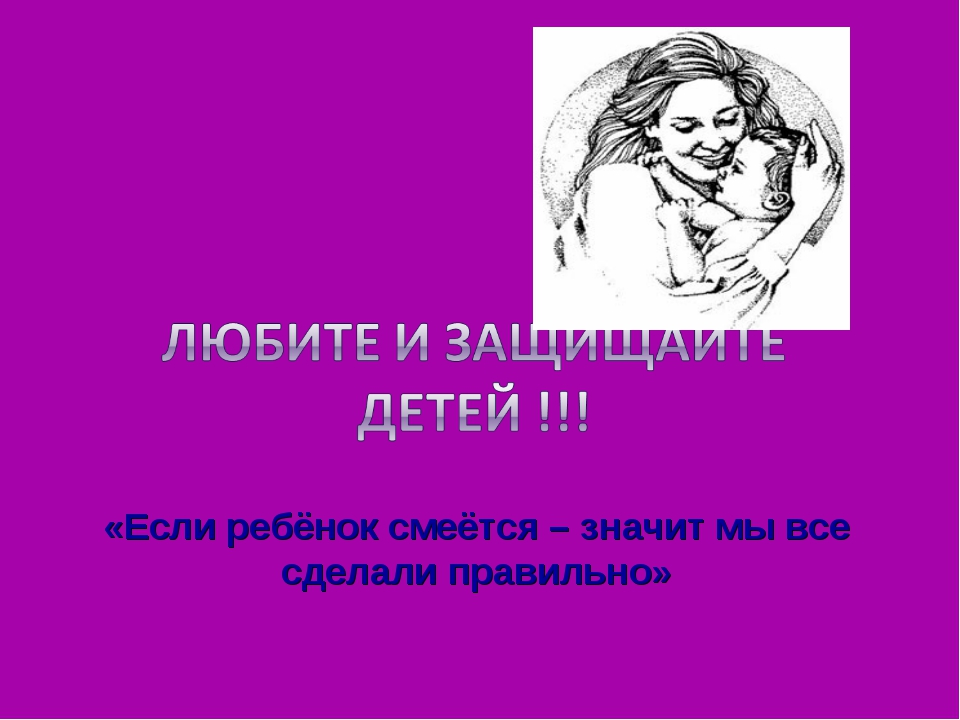 ЛЮБИТЕ И ЗАЩИЩАЙТЕ
ДЕТЕЙ !!!
«Если ребёнок смеётся – значит мы все
сделали правильно»